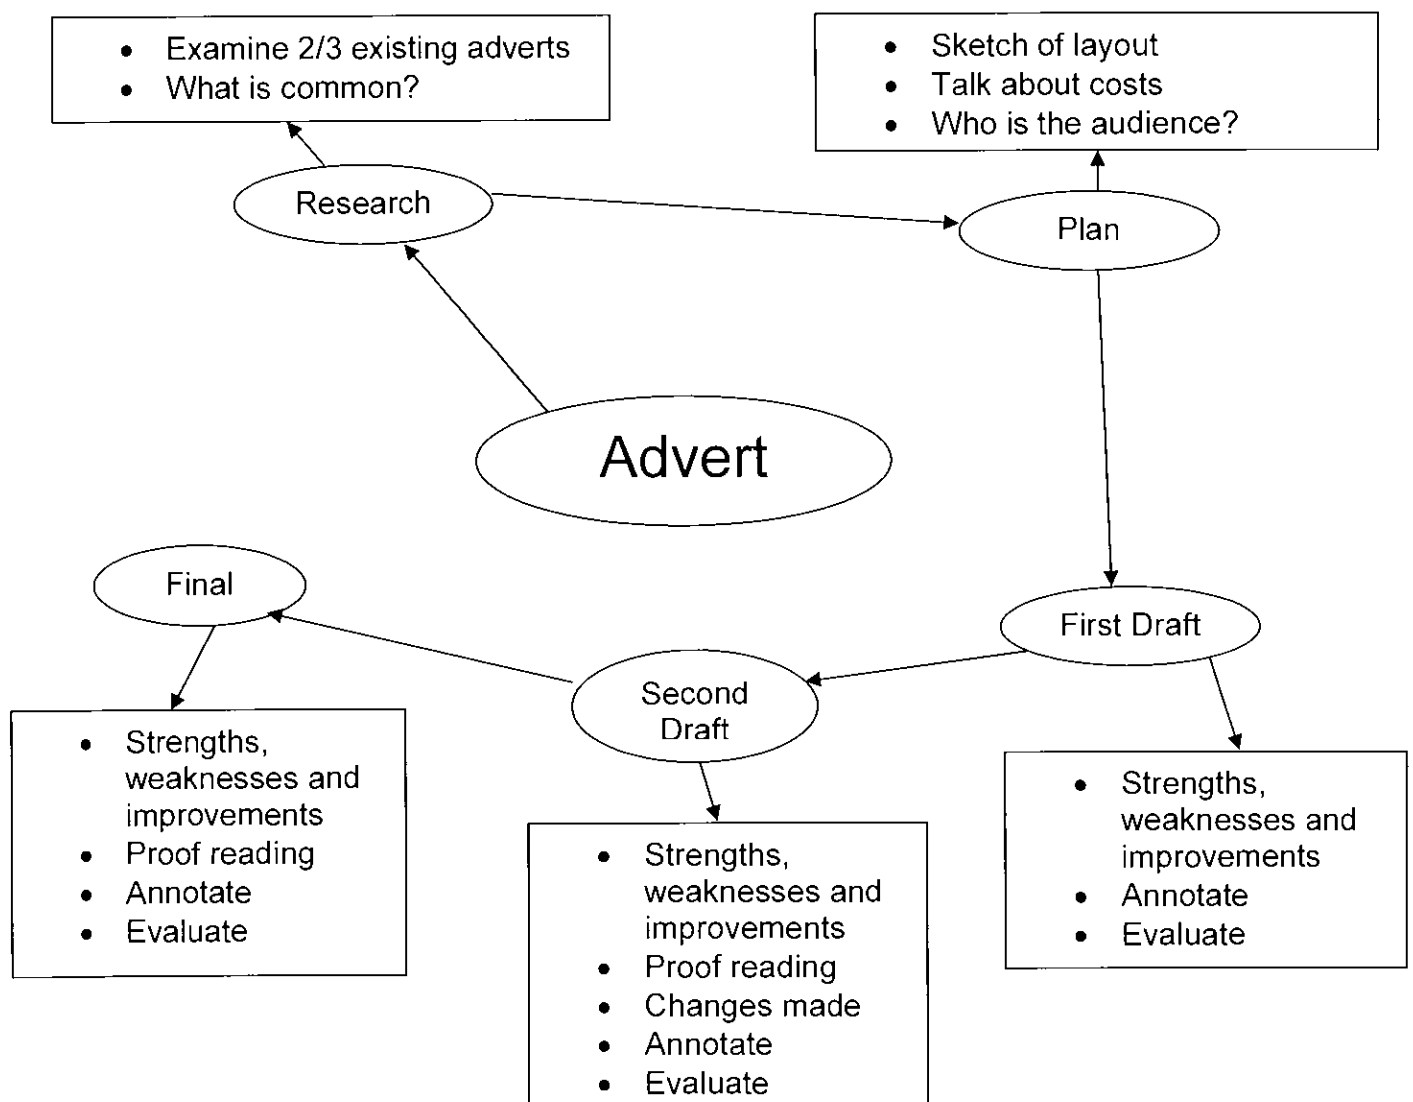 • Examine 2/3 existing adverts
• What is common?
• Sketch of layout
• Talk about costs
• Who is the audience?
Research
Plan
Advert
Final
First Draft
Second
Draft
• Strengths,
weaknesses and
improvements
• Proof reading
• Annotate
• Evaluate
• Strengths,
weaknesses and
improvements
• Proof reading
• Changes made
• Annotate
• Evaluate
• Strengths,
weaknesses and
improvements
• Annotate
• Evaluate